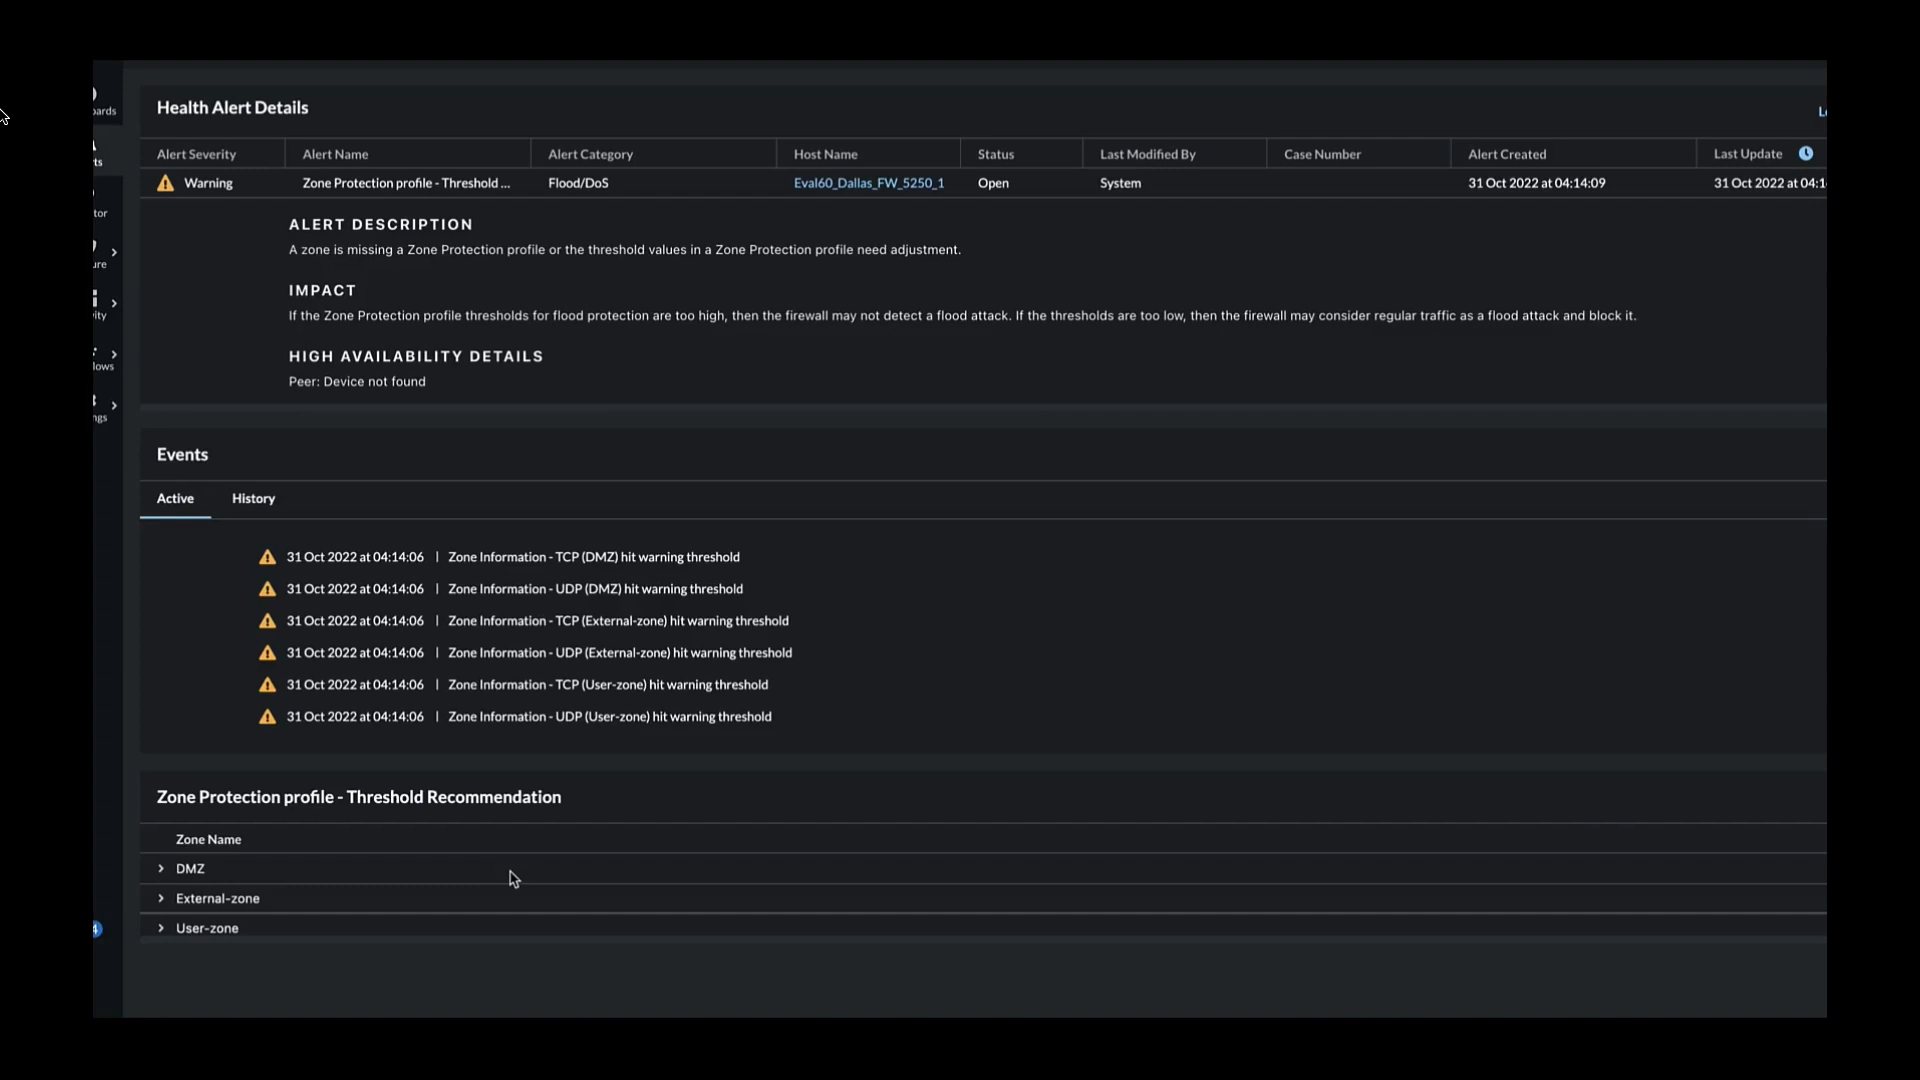 Health Alert Details
Alert Severity Alert Name Alert Category Host Name Status Last Modified By Case Number Alert Created Last Update
Warning Zone Protection profile - Threshold ... Flood/DoS Eval60_Dallas_FW_5250_1 Open System 31 Oct 2022 at 04:14:09 31 Oct 2022 at 04:1
ALERT DESCRIPTION
A zone is missing a Zone Protection profile or the threshold values in a Zone Protection profile need adjustment.
IMPACT
If the Zone Protection profile thresholds for flood protection are too high, then the firewall may not detect a flood attack. If the thresholds are too low, then the firewall may consider regular traffic as a flood attack and block it.
HIGH AVAILABILITY DETAILS
Peer: Device not found
Events
Active History
31 Oct 2022 at 04:14:06 | Zone Information - TCP (DMZ) hit warning threshold
31 Oct 2022 at 04:14:06 | Zone Information - UDP (DMZ) hit warning threshold
31 Oct 2022 at 04:14:06 | Zone Information - TCP (External-zone) hit warning threshold
31 Oct 2022 at 04:14:06 | Zone Information - UDP (External-zone) hit warning threshold
31 Oct 2022 at 04:14:06 | Zone Information - TCP (User-zone) hit warning threshold
31 Oct 2022 at 04:14:06 | Zone Information - UDP (User-zone) hit warning threshold
Zone Protection profile - Threshold Recommendation
Zone Name
DMZ
External-zone
User-zone